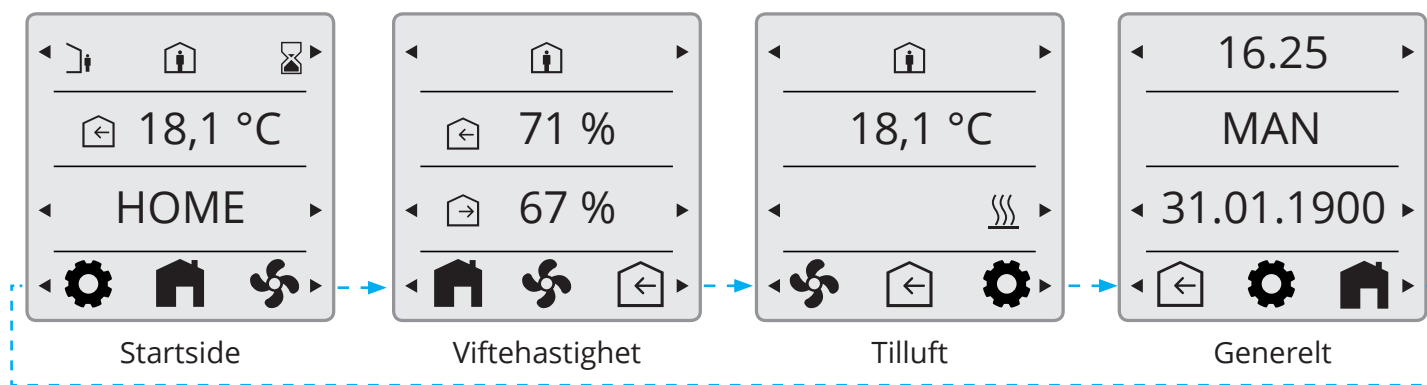 18,1 °C
HOME
Startside
71 %
67 %
Viftehastighet
18,1 °C
Tilluft
16.25
MAN
31.01.1900
Generelt